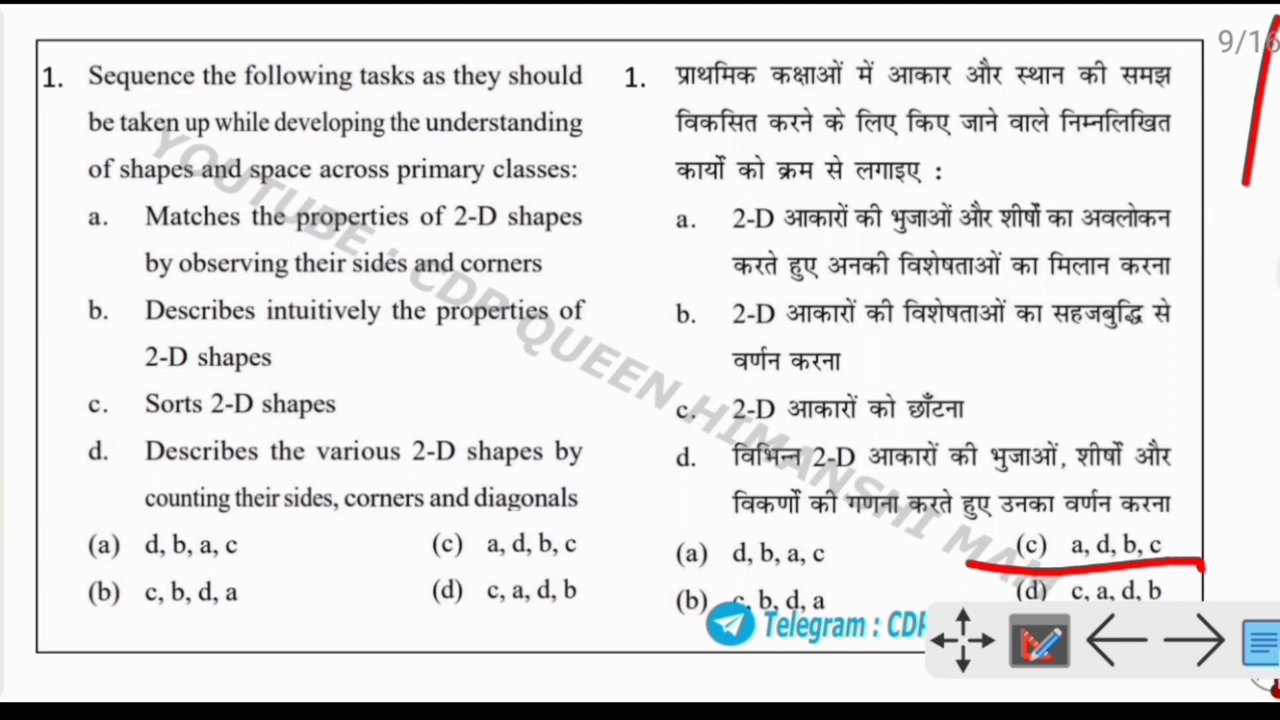 9/16
1. Sequence the following tasks as they should
be taken up while developing the understanding
of shapes and space across primary classes:
a. Matches the properties of 2-D shapes
by observing their sides and corners
b. Describes intuitively the properties of
2-D shapes
c. Sorts 2-D shapes
d. Describes the various 2-D shapes by
counting their sides, corners and diagonals
(a) d, b, a, c (c) a, d, b, c
(b) c, b, d, a (d) c, a, d, b
1. प्राथमिक कक्षाओं में आकार और स्थान की समझ
विकसित करने के लिए किए जाने वाले निम्नलिखित
कार्यों को क्रम से लगाइए :
a. 2-D आकारों की भुजाओं और शीर्षों का अवलोकन
करते हुए अनकी विशेषताओं का मिलान करना
b. 2-D आकारों की विशेषताओं का सहजबुद्धि से
वर्णन करना
c. 2-D आकारों को छाँटना
d. विभिन्न 2-D आकारों की भुजाओं, शीर्षों और
विकर्णों की गणना करते हुए उनका वर्णन करना
(a) d, b, a, c (c) a, d, b, c
(b) c, b, d, a (d) c, a, d, b
YOUTUBE : CDP QUEEN HIMANSHI MAM
Telegram : CDP